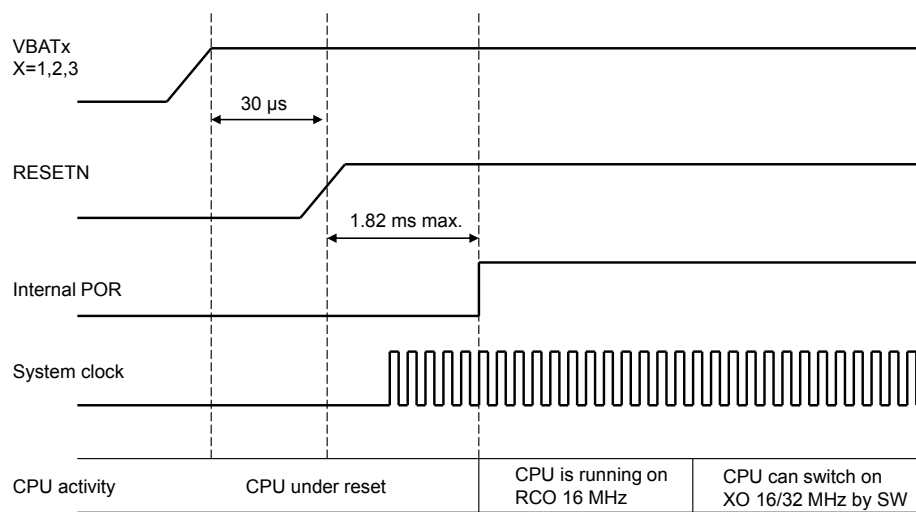 VBATx
X=1,2,3
30 µs
RESETN
1.82 ms max.
Internal POR
System clock
CPU activity
CPU under reset
CPU is running on
RCO 16 MHz
CPU can switch on
XO 16/32 MHz by SW